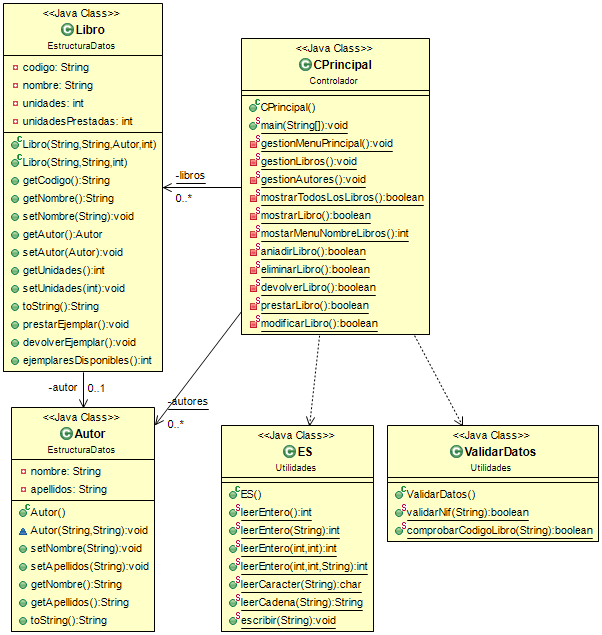 <<Java Class>>
Libro
EstructuraDatos
codigo: String
nombre: String
unidades: int
unidadesPrestadas: int
Libro(String,String,Autor,int)
Libro(String,String,int)
getCodigo():String
getNombre():String
setNombre(String):void
getAutor():Autor
setAutor(Autor):void
getUnidades():int
setUnidades(int):void
toString():String
prestarEjemplar():void
devolverEjemplar():void
ejemplaresDisponibles():int
<<Java Class>>
CPrincipal
Controlador
CPrincipal()
main(String[]):void
gestionMenuPrincipal():void
gestionLibros():void
gestionAutores():void
mostrarTodosLosLibros():boolean
mostrarLibro():boolean
mostarMenuNombreLibros():int
aniadirLibro():boolean
eliminarLibro():boolean
devolverLibro():boolean
prestarLibro():boolean
modificarLibro():boolean
-libros
0..*
-autor 0..1
-autores
0..*
<<Java Class>>
Autor
EstructuraDatos
nombre: String
apellidos: String
Autor()
Autor(String,String):void
setNombre(String):void
setApellidos(String):void
getNombre():String
getApellidos():String
toString():String
<<Java Class>>
ES
Utilidades
ES()
leerEntero():int
leerEntero(String):int
leerEntero(int,int):int
leerEntero(int,int,String):int
leerCaracter(String):char
leerCadena(String):String
escribir(String):void
<<Java Class>>
ValidarDatos
Utilidades
ValidarDatos()
validarNif(String):boolean
comprobarCodigoLibro(String):boolean